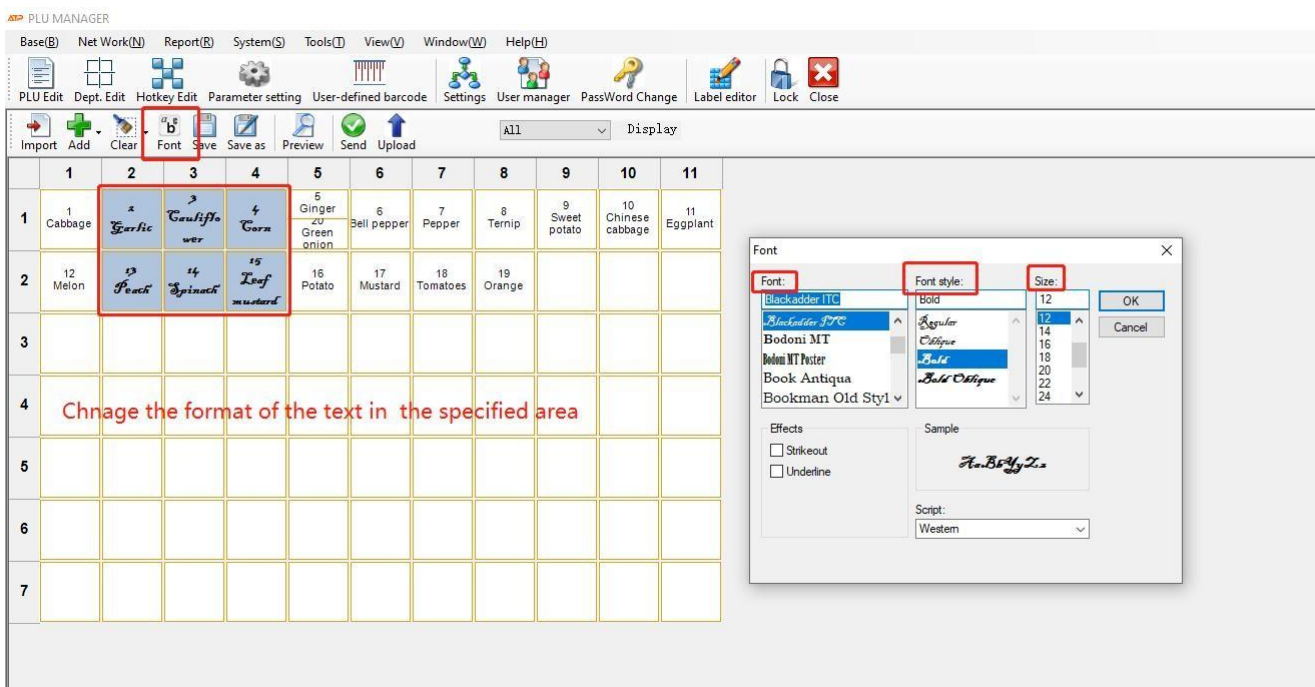 ATP PLU MANAGER
Base(B) Net Work(N) Report(R) System(S) Tools(T) View(V) Window(W) Help(H)
PLU Edit Dept. Edit Hotkey Edit Parameter setting User-defined barcode Settings User manager PassWord Change Label editor Lock Close
Import Add Clear Font Save Save as Preview Send Upload All Display
1 2 3 4 5 6 7 8 9 10 11
1
1
Cabbage
2
Garlic
3
Cauliflo
wer
4
Corn
5
Ginger
20
Green
onion
6
Bell pepper
7
Pepper
8
Ternip
9
Sweet
potato
10
Chinese
cabbage
11
Eggplant
2
12
Melon
13
Peach
14
Spinach
15
Leaf
mustard
16
Potato
17
Mustard
18
Tomatoes
19
Orange
3
4
Chnage the format of the text in the specified area
5
6
7
Font
Font: Font style: Size:
Blackadder ITC Bold 12
OK
Cancel
Blackadder ITC
Bodoni MT
Bodoni MT Poster
Book Antiqua
Bookman Old Styl
Regular
Oblique
Bold
Bold Oblique
12
14
16
18
20
22
24
Effects
Strikeout
Underline
Sample
AaBbYyZz
Script:
Western